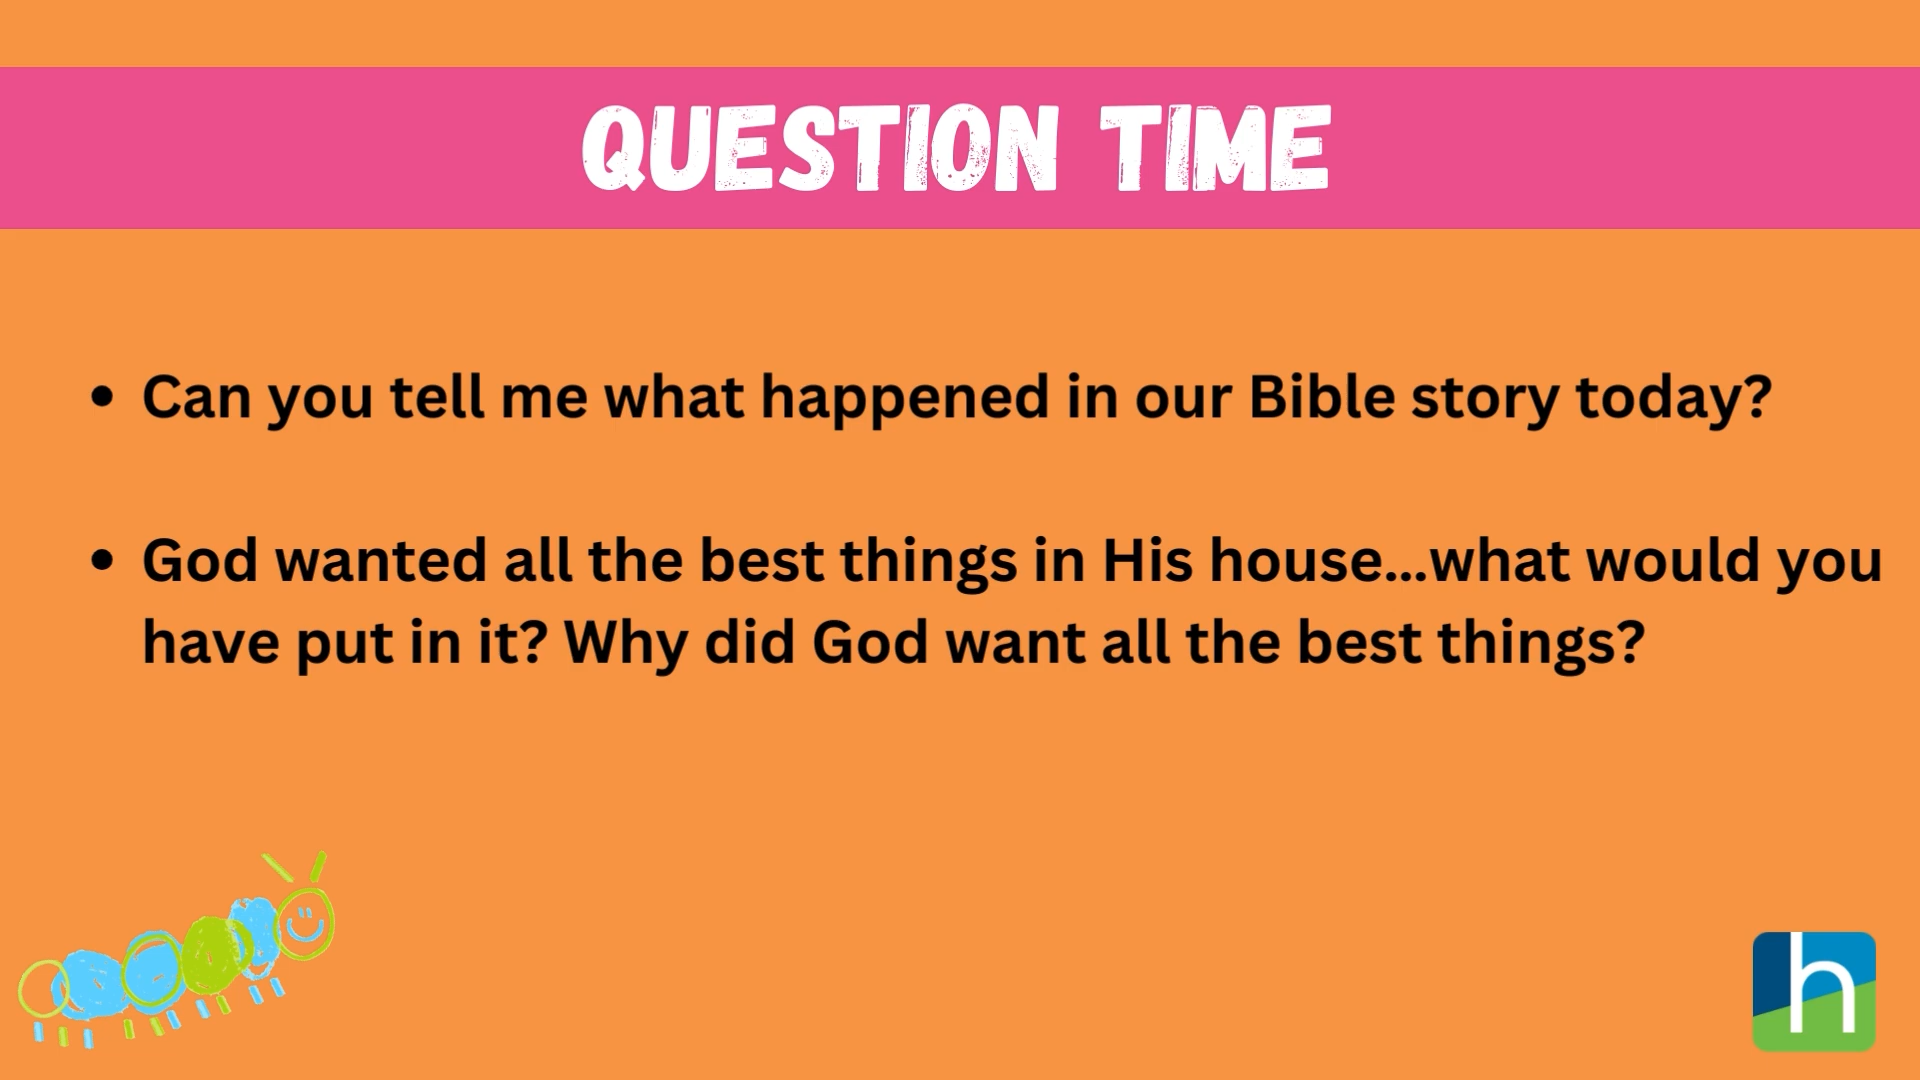 QUESTION TIME
• Can you tell me what happened in our Bible story today?
• God wanted all the best things in His house...what would you
have put in it? Why did God want all the best things?
h